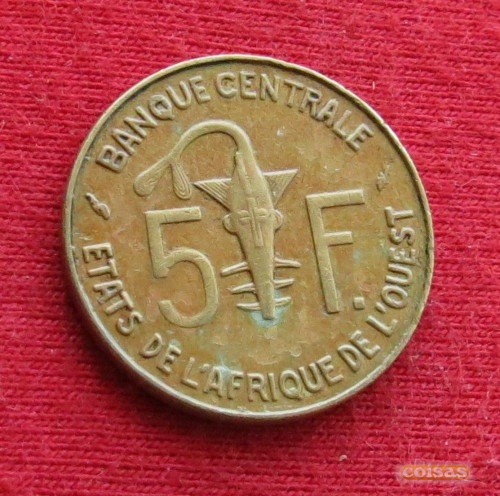 BANQUE CENTRALE
5 F.
ETATS DE L'AFRIQUE DE L'OUEST
coisas